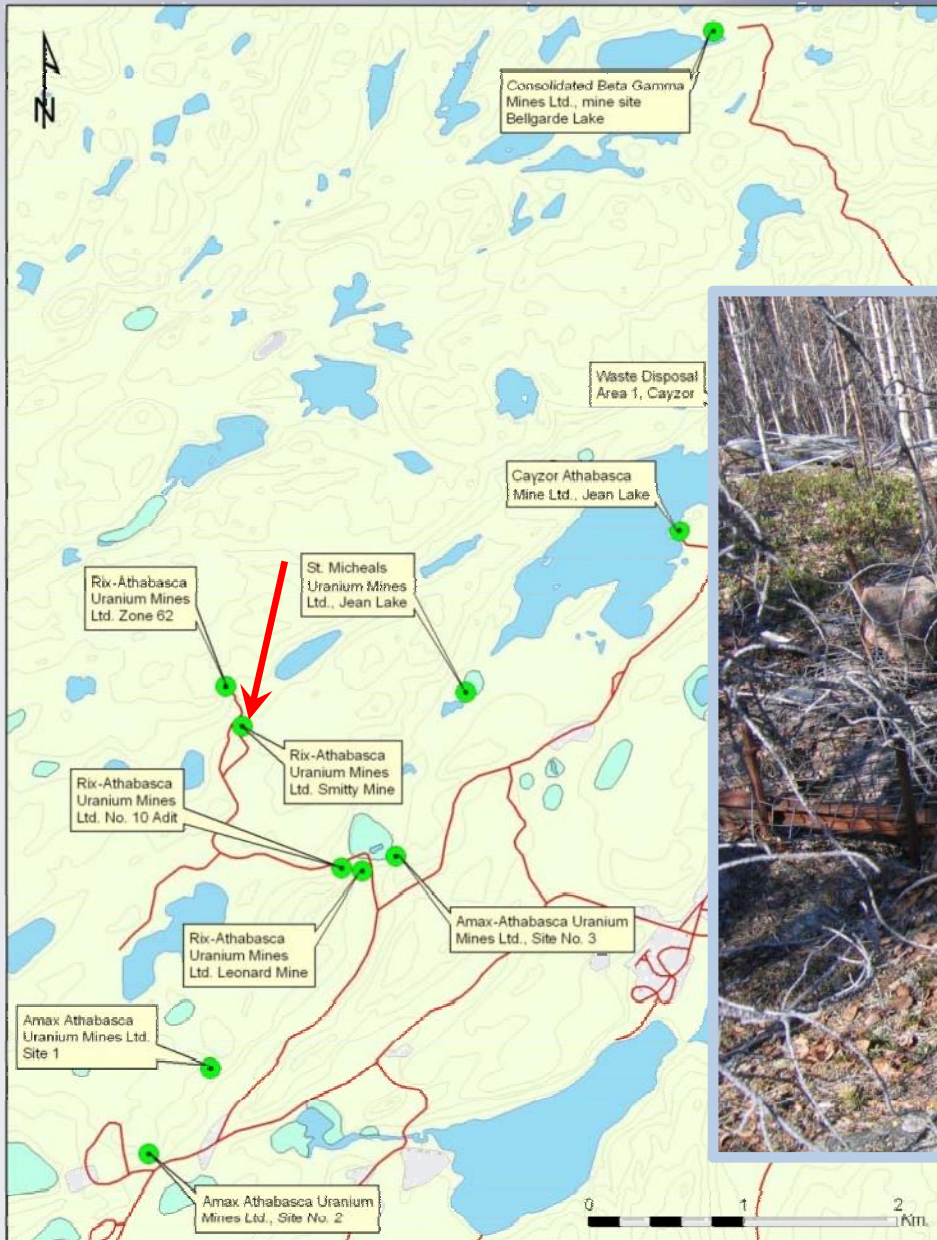 N
Consolidated Beta Gamma
Mines Ltd., mine site
Bellgarde Lake
Waste Disposal
Area 1, Cayzor
Cayzor Athabasca
Mine Ltd., Jean Lake
St. Micheals
Uranium Mines
Ltd., Jean Lake
Rix-Athabasca
Uranium Mines
Ltd. Zone 62
Rix-Athabasca
Uranium Mines
Ltd. Smitty Mine
Rix-Athabasca
Uranium Mines
Ltd. No. 10 Adit
Amax-Athabasca Uranium
Mines Ltd., Site No. 3
Rix-Athabasca
Uranium Mines
Ltd. Leonard Mine
Amax Athabasca
Uranium Mines Ltd.
Site 1
Amax Athabasca Uranium
Mines Ltd., Site No. 2
0 1 2
Km.